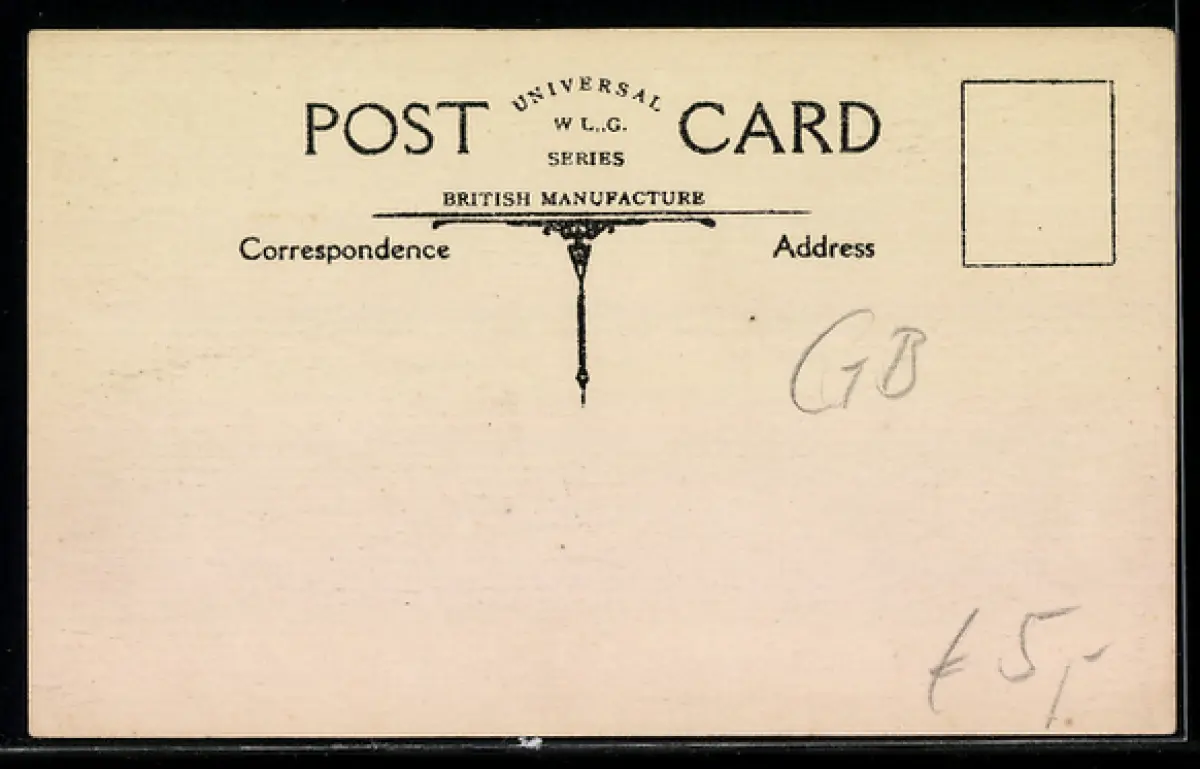 POST UNIVERSAL CARD
W L..G.
SERIES
BRITISH MANUFACTURE
Correspondence Address
GB
€ 5,-